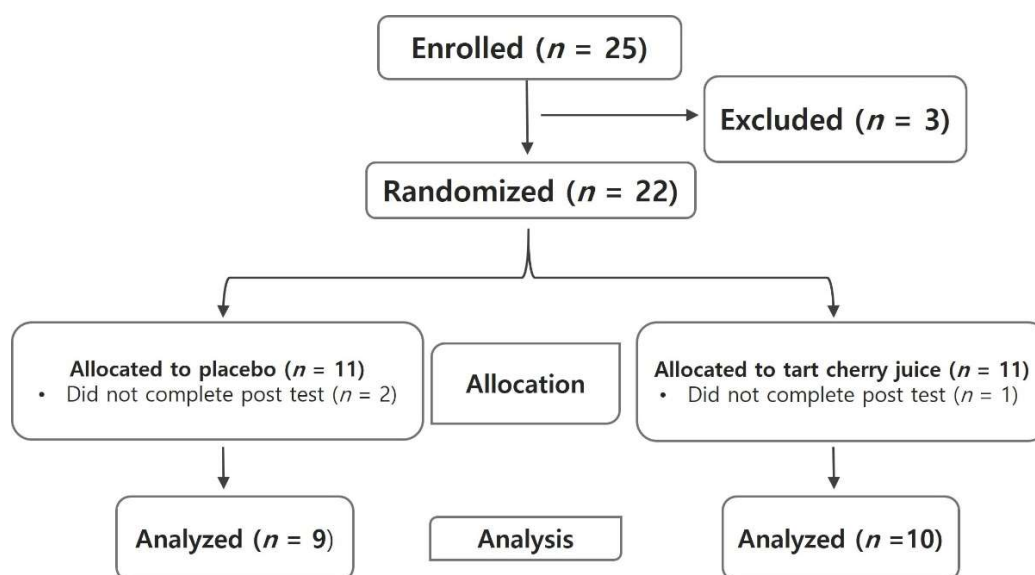 Enrolled (n = 25)
Excluded (n = 3)
Randomized (n = 22)
Allocated to placebo (n = 11)
• Did not complete post test (n = 2)
Allocation
Allocated to tart cherry juice (n = 11)
• Did not complete post test (n = 1)
Analyzed (n = 9)
Analysis
Analyzed (n =10)